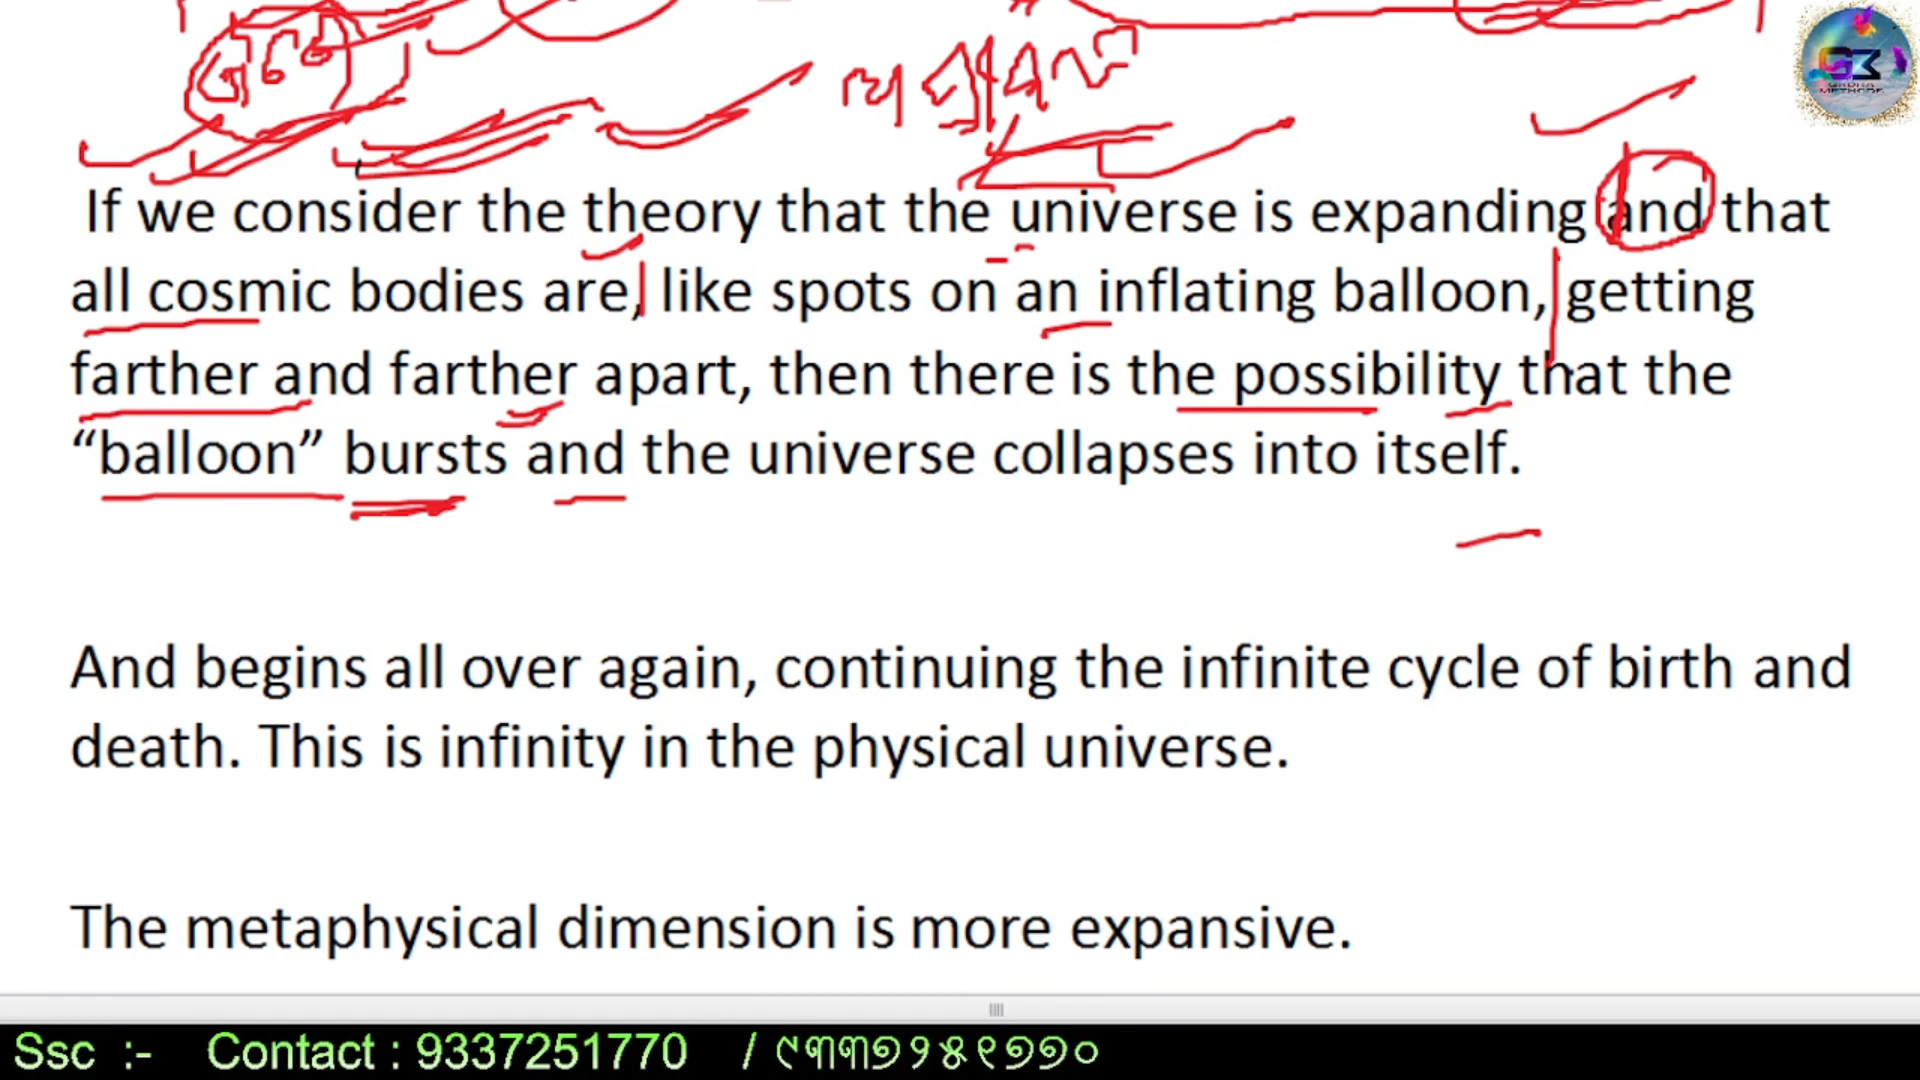 If we consider the theory that the universe is expanding and that
all cosmic bodies are, like spots on an inflating balloon, getting
farther and farther apart, then there is the possibility that the
“balloon” bursts and the universe collapses into itself.
And begins all over again, continuing the infinite cycle of birth and
death. This is infinity in the physical universe.
The metaphysical dimension is more expansive.
Ssc :- Contact : 9337251770 / ୯୩୩୭୨୫୧୭୭୦